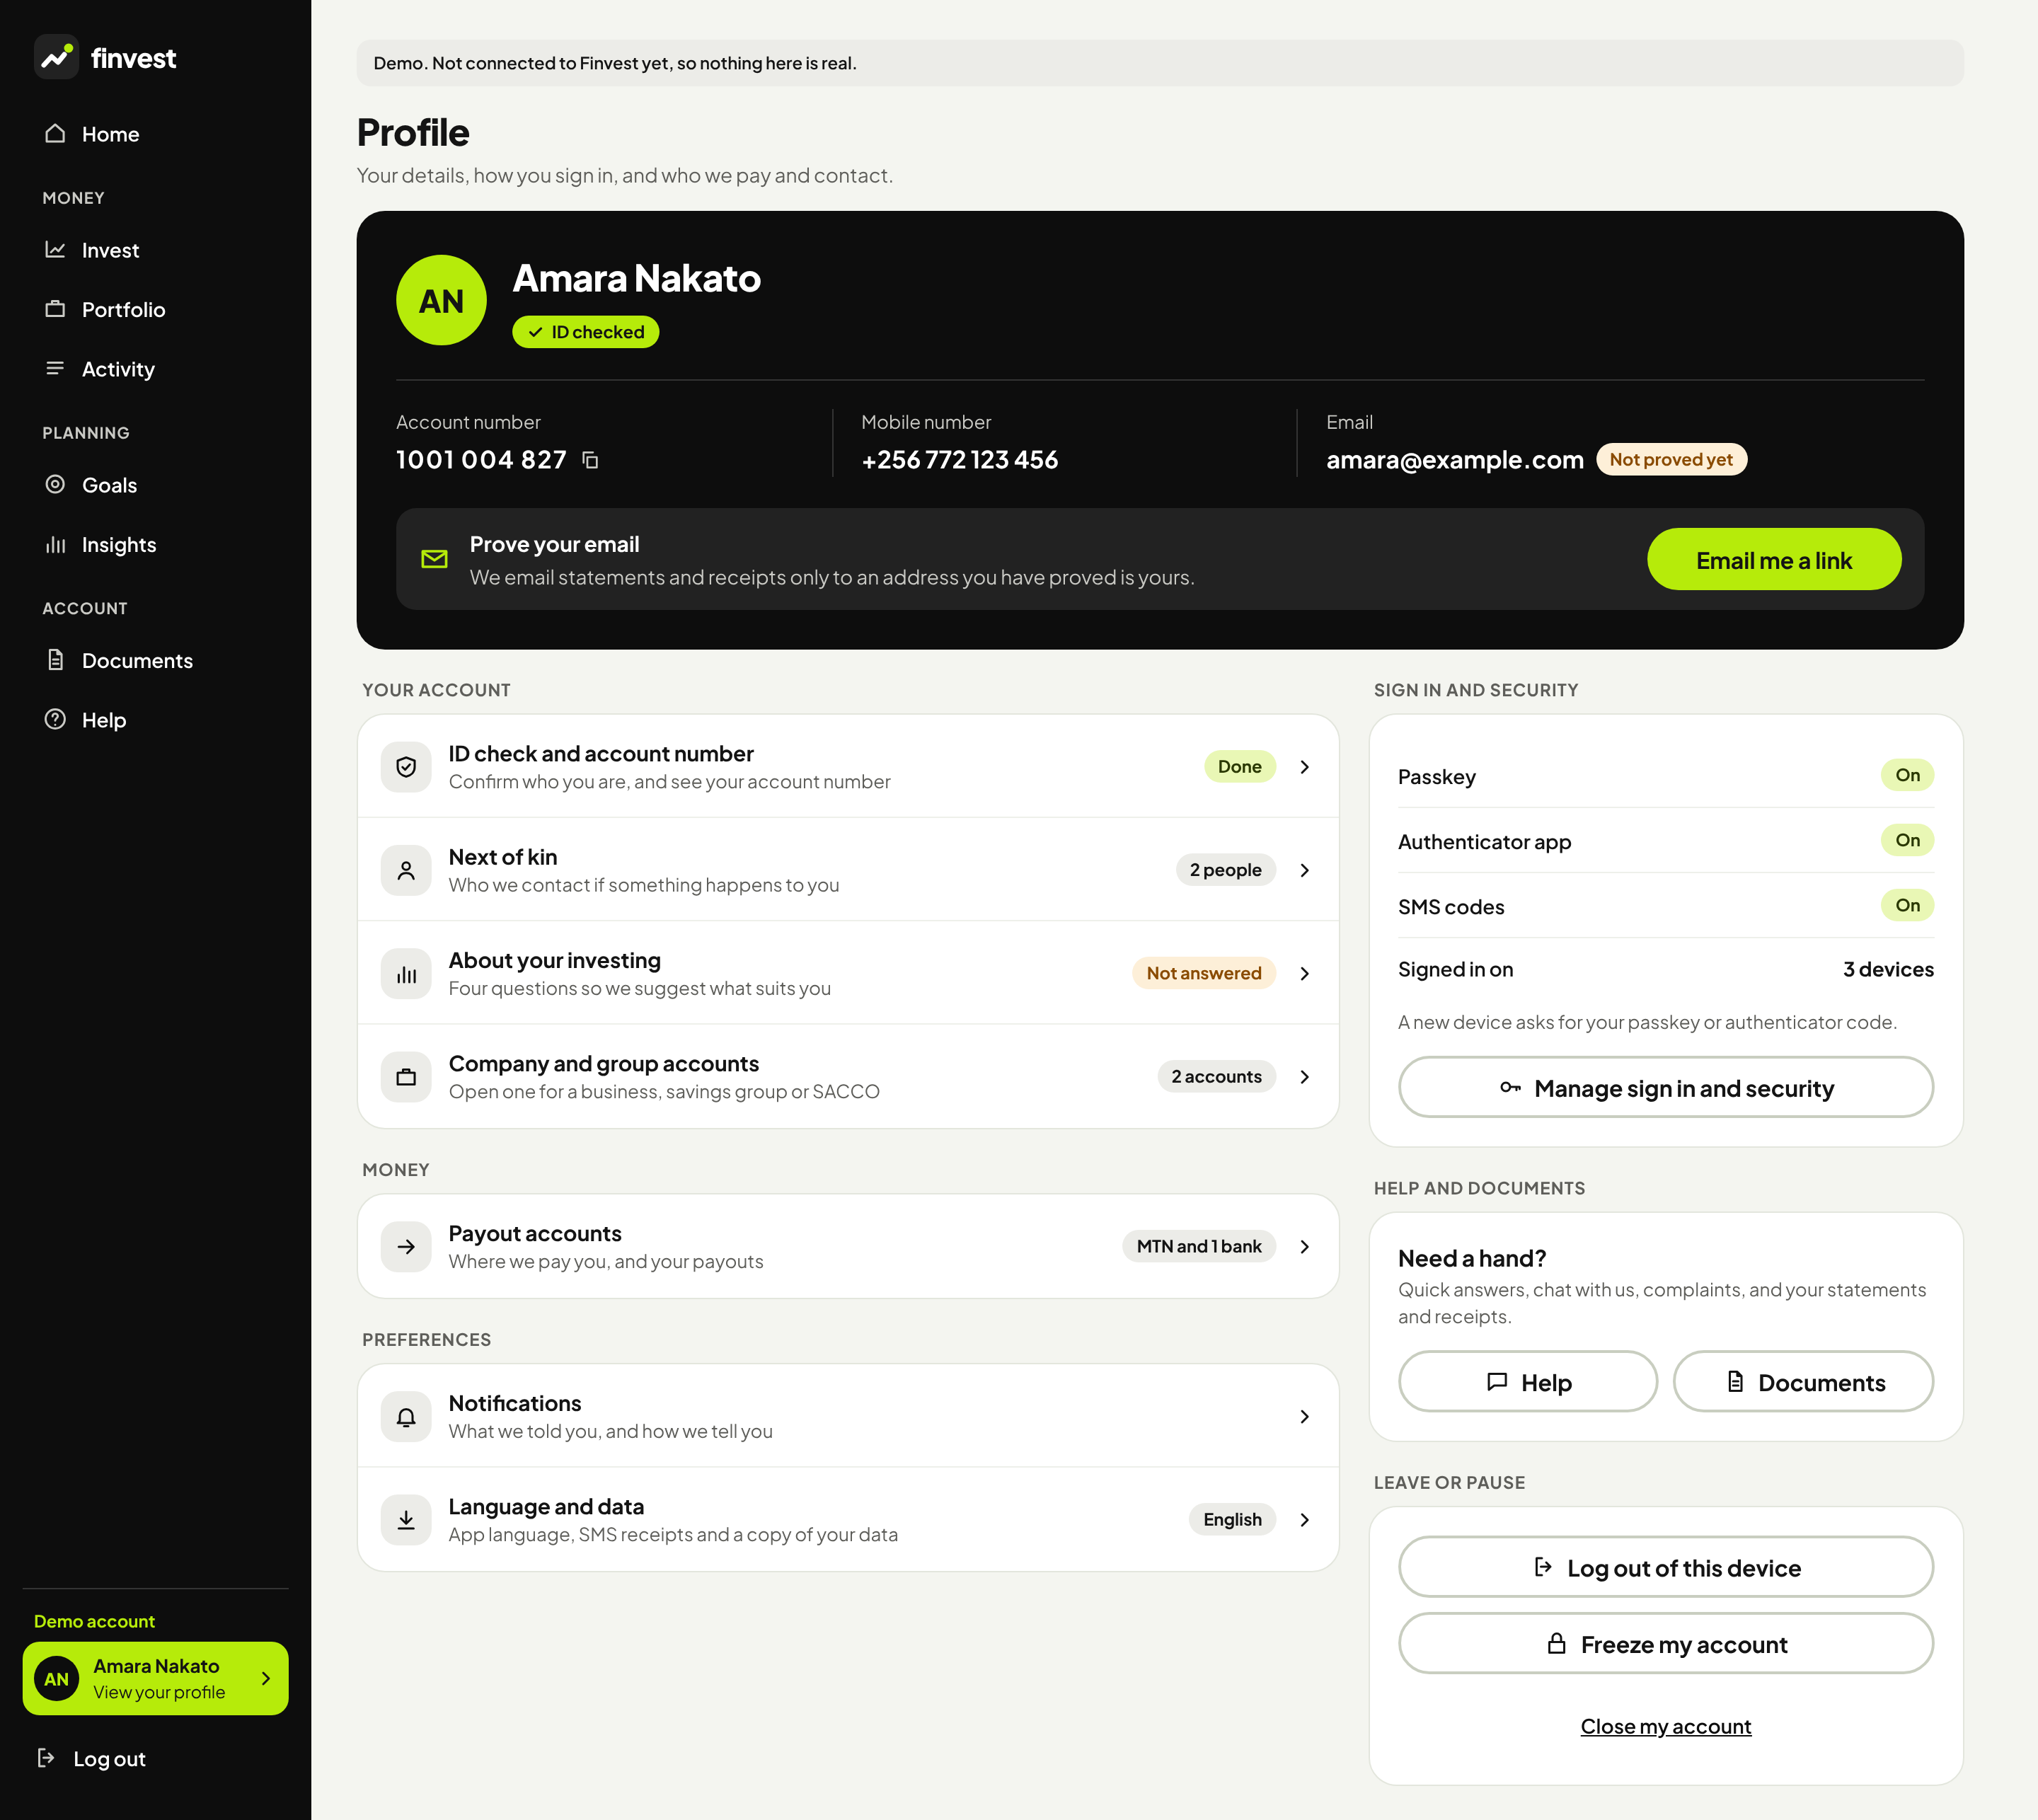 finvest
Home
MONEY
Invest
Portfolio
Activity
PLANNING
Goals
Insights
ACCOUNT
Documents
Help
Demo account
AN
Amara Nakato
View your profile
Log out
Demo. Not connected to Finvest yet, so nothing here is real.
Profile
Your details, how you sign in, and who we pay and contact.
AN
Amara Nakato
ID checked
Account number
1001 004 827
Mobile number
+256 772 123 456
Email
amara@example.com Not proved yet
Prove your email
We email statements and receipts only to an address you have proved is yours.
Email me a link
YOUR ACCOUNT
ID check and account number
Confirm who you are, and see your account number
Done
Next of kin
Who we contact if something happens to you
2 people
About your investing
Four questions so we suggest what suits you
Not answered
Company and group accounts
Open one for a business, savings group or SACCO
2 accounts
MONEY
Payout accounts
Where we pay you, and your payouts
MTN and 1 bank
PREFERENCES
Notifications
What we told you, and how we tell you
Language and data
App language, SMS receipts and a copy of your data
English
SIGN IN AND SECURITY
Passkey On
Authenticator app On
SMS codes On
Signed in on 3 devices
A new device asks for your passkey or authenticator code.
Manage sign in and security
HELP AND DOCUMENTS
Need a hand?
Quick answers, chat with us, complaints, and your statements
and receipts.
Help
Documents
LEAVE OR PAUSE
Log out of this device
Freeze my account
Close my account